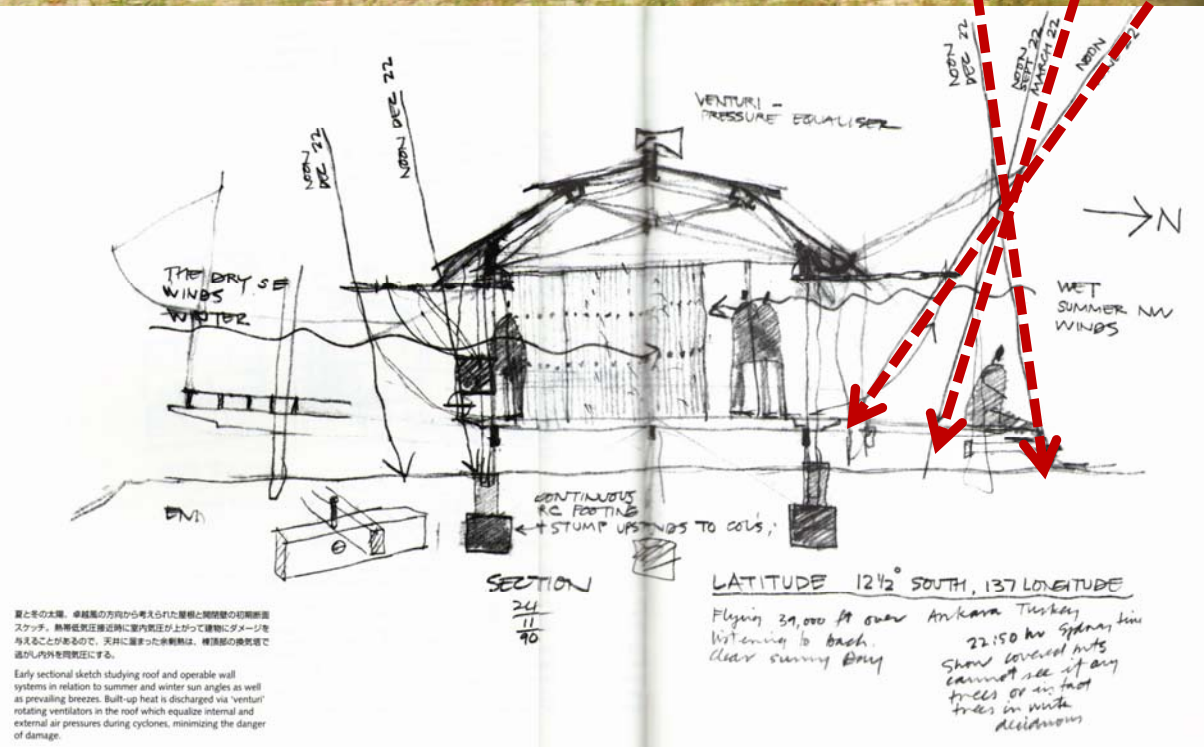 NOON
DEC 22
NOON
SEPT 22
MARCH 22
NOON
NOON DEC 22
NOON
DEC 22
VENTURI –
PRESSURE EQUALISER
→N
THE DRY SE
WINDS
WINTER
WET
SUMMER NW
WINDS
END
CONTINUOUS
RC FOOTING
+ STUMP UPSTANDS TO COL'S,
SECTION
24
11
90
LATITUDE 12½° SOUTH, 137 LONGITUDE
Flying 39,000 ft over Ankara Turkey
listening to bach.
clear sunny Day
22:50 hr Sydney time
Snow covered mts
cannot see if any
trees or in fact
trees in
deciduous
夏と冬の太陽、卓越風の方向から考えられた屋根と開閉壁の初期断面
スケッチ。熱帯低気圧接近時に室内気圧が上がって建物にダメージを
与えることがあるので、天井に溜まった余剰熱は、棟頂部の換気塔で
逃がし内外を同気圧にする。
Early sectional sketch studying roof and operable wall
systems in relation to summer and winter sun angles as well
as prevailing breezes. Built-up heat is discharged via 'venturi'
rotating ventilators in the roof which equalize internal and
external air pressures during cyclones, minimizing the danger
of damage.